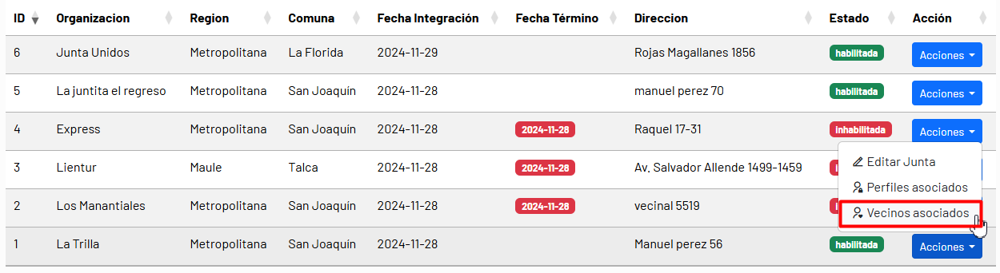 ID Organizacion Region Comuna Fecha Integración Fecha Término Direccion Estado Acción
6 Junta Unidos Metropolitana La Florida 2024-11-29 Rojas Magallanes 1856 habilitada Acciones
5 La juntita el regreso Metropolitana San Joaquín 2024-11-28 manuel perez 70 habilitada Acciones
4 Express Metropolitana San Joaquín 2024-11-28 2024-11-28 Raquel 17-31 inhabilitada Acciones
Editar Junta
3 Lientur Maule Talca 2024-11-28 2024-11-28 Av. Salvador Allende 1499-1459
Perfiles asociados
2 Los Manantiales Metropolitana San Joaquín 2024-11-28 2024-11-28 vecinal 5519
Vecinos asociados
1 La Trilla Metropolitana San Joaquín 2024-11-28 Manuel perez 56 habilitada Acciones